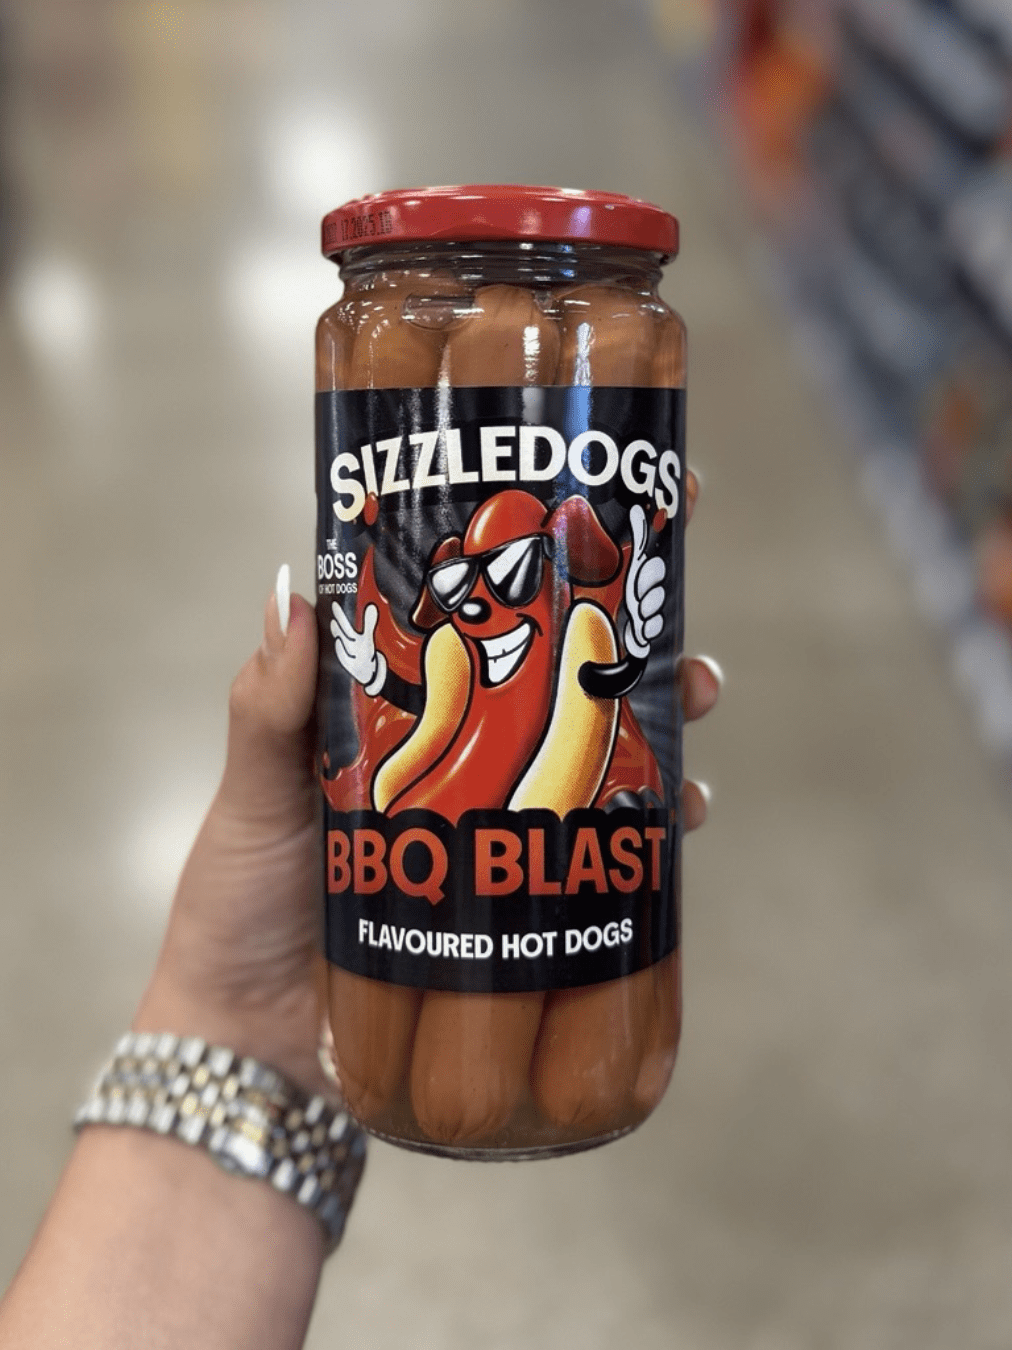 SIZZLEDOGS
THE
BOSS
OF HOT DOGS
BBQ BLAST
FLAVOURED HOT DOGS